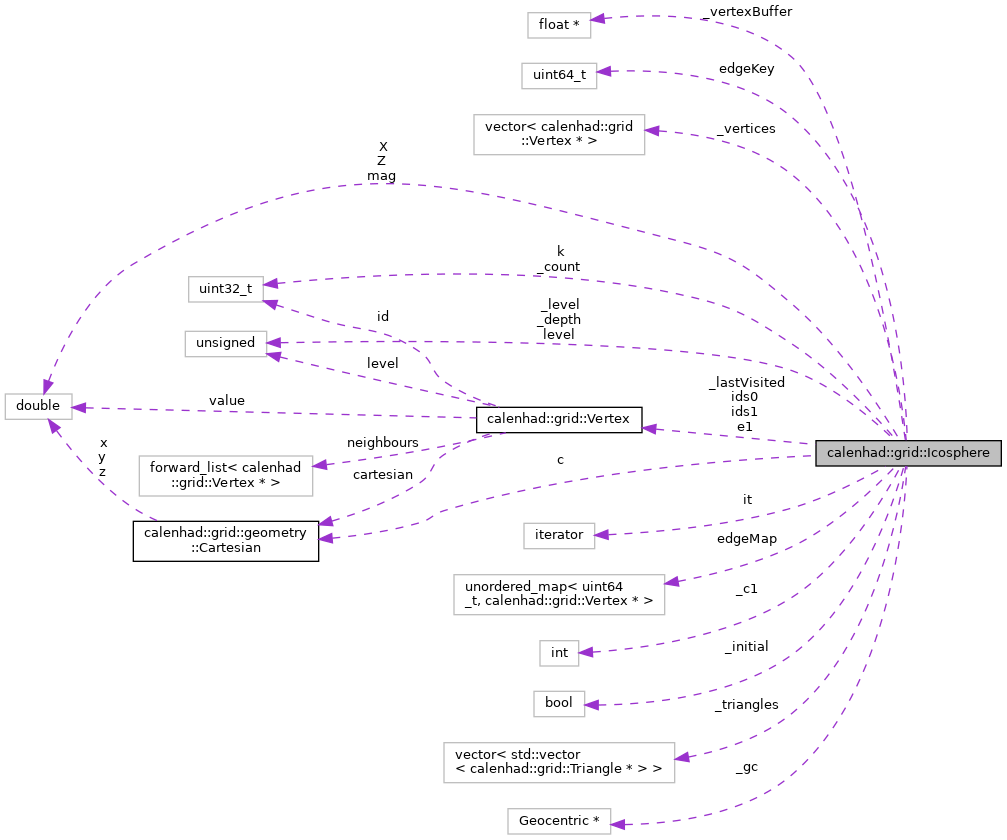 _vertexBuffer
float *
edgeKey
uint64_t
_vertices
vector< calenhad::grid
::Vertex * >
X
Z
mag
k
_count
uint32_t
id
_level
_depth
level
unsigned
level
_lastVisited
ids0
ids1
e1
value
double
calenhad::grid::Vertex
calenhad::grid::Icosphere
neighbours
x
y
z
forward_list< calenhad
::grid::Vertex * >
cartesian
c
calenhad::grid::geometry
::Cartesian
it
iterator
edgeMap
unordered_map< uint64
_t, calenhad::grid::Vertex * >
_c1
int
_initial
bool
_triangles
vector< std::vector
< calenhad::grid::Triangle * > >
_gc
Geocentric *